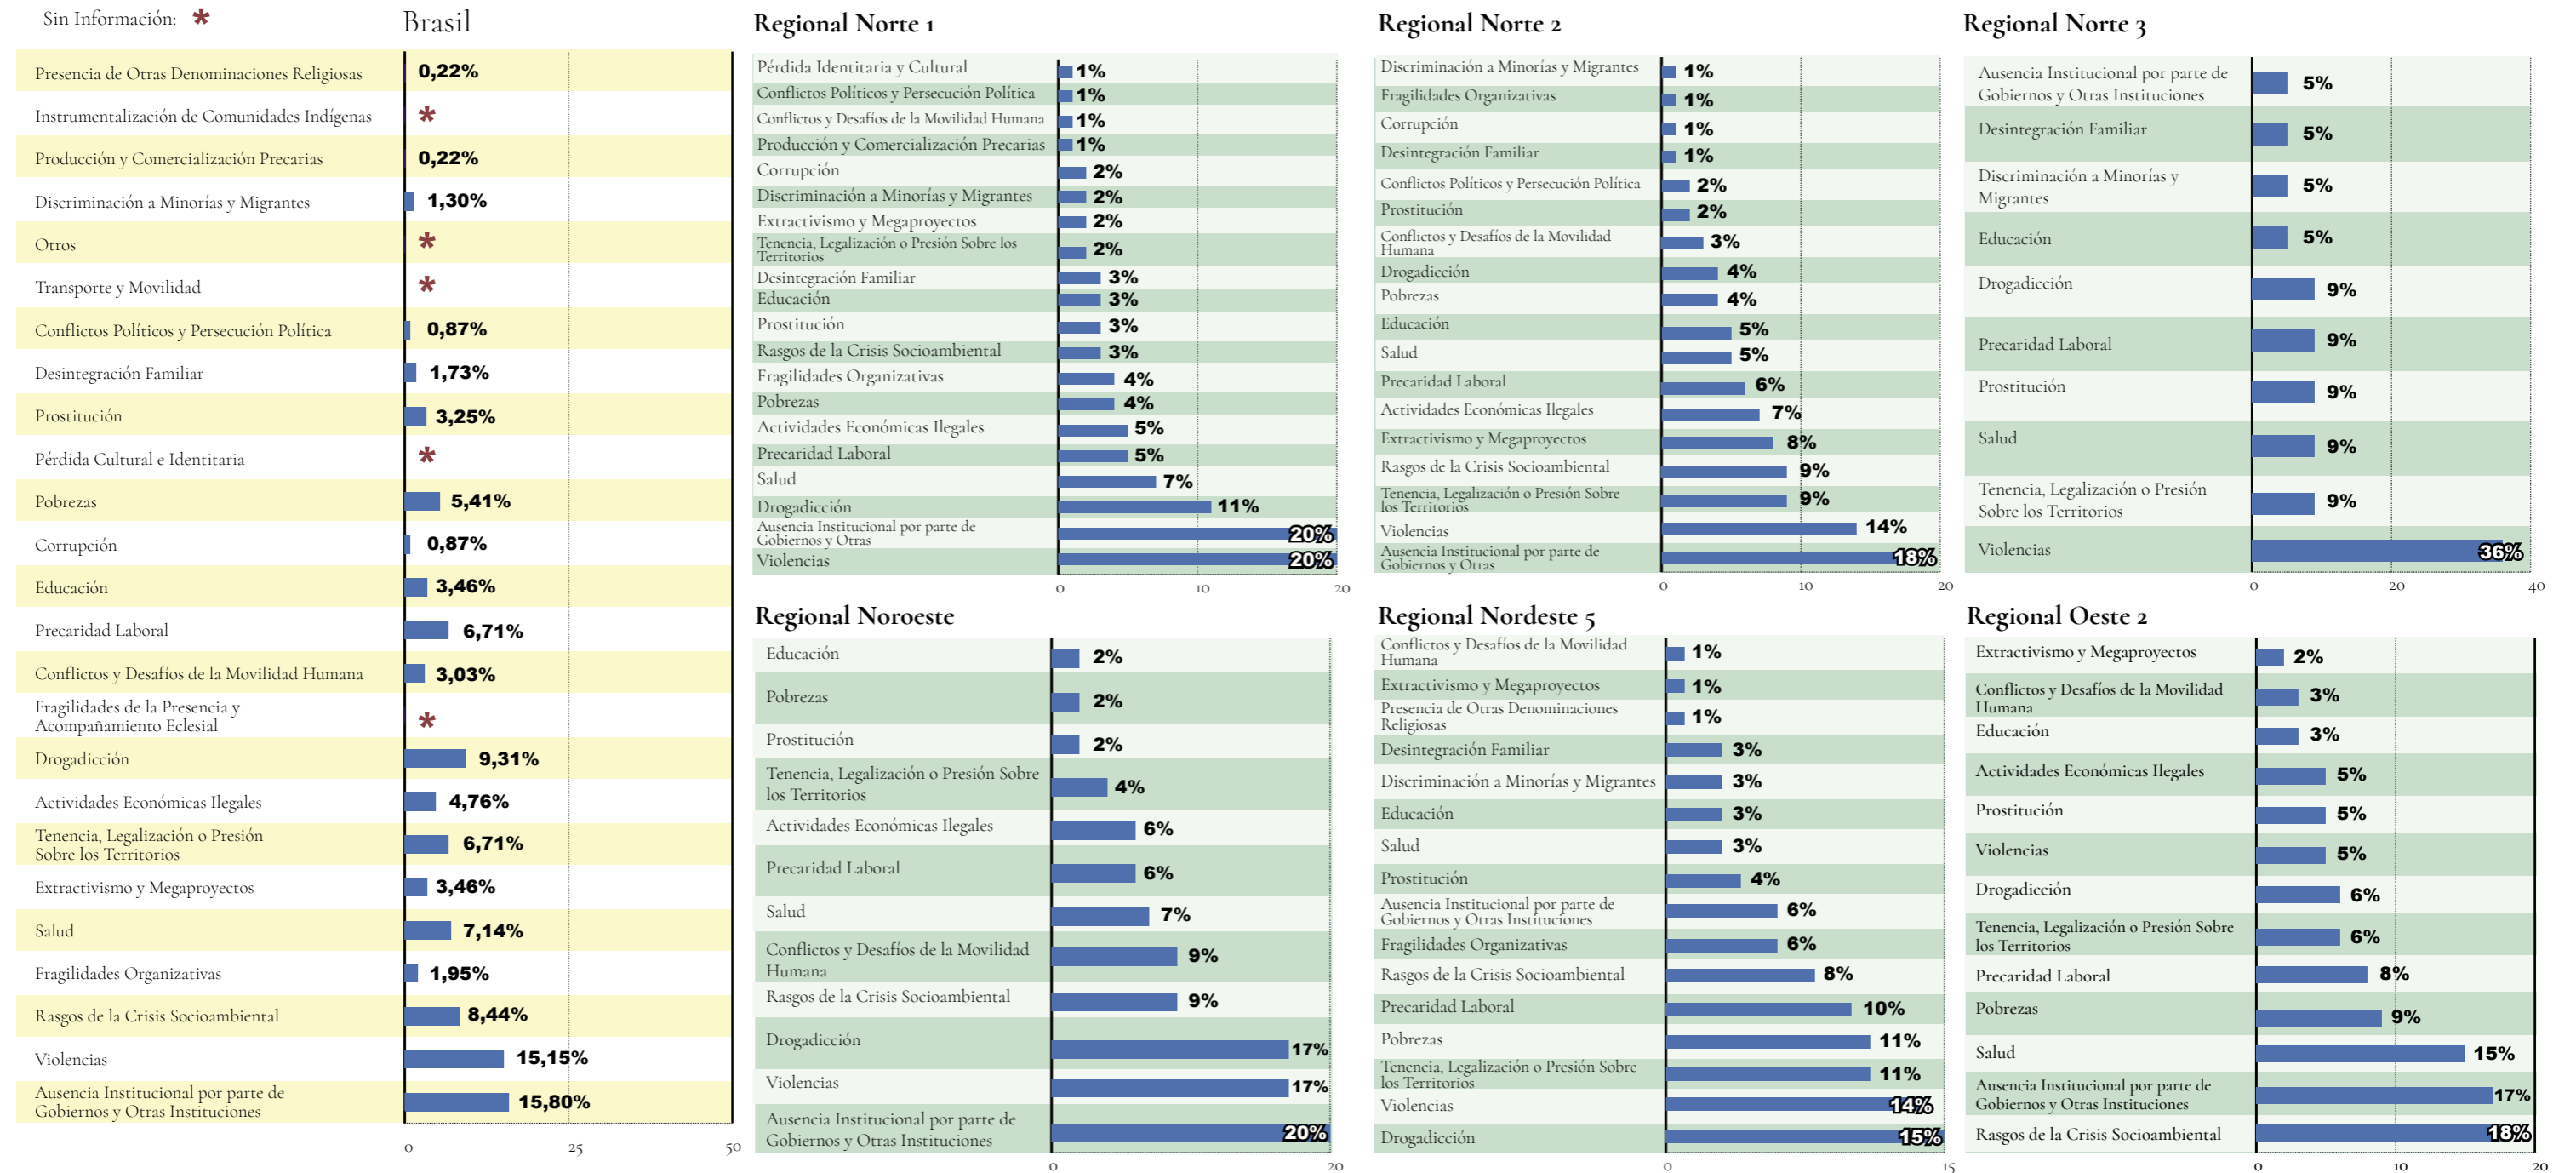 Sin Información: *
Brasil
Presencia de Otras Denominaciones Religiosas 0,22%
Instrumentalización de Comunidades Indígenas *
Producción y Comercialización Precarias 0,22%
Discriminación a Minorías y Migrantes 1,30%
Otros *
Transporte y Movilidad *
Conflictos Políticos y Persecución Política 0,87%
Desintegración Familiar 1,73%
Prostitución 3,25%
Pérdida Cultural e Identitaria *
Pobrezas 5,41%
Corrupción 0,87%
Educación 3,46%
Precaridad Laboral 6,71%
Conflictos y Desafíos de la Movilidad Humana 3,03%
Fragilidades de la Presencia y
Acompañamiento Eclesial *
Drogadicción 9,31%
Actividades Económicas Ilegales 4,76%
Tenencia, Legalización o Presión
Sobre los Territorios 6,71%
Extractivismo y Megaproyectos 3,46%
Salud 7,14%
Fragilidades Organizativas 1,95%
Rasgos de la Crisis Socioambiental 8,44%
Violencias 15,15%
Ausencia Institucional por parte de
Gobiernos y Otras Instituciones 15,80%
0 25 50
Regional Norte 1
Pérdida Identitaria y Cultural 1%
Conflictos Políticos y Persecución Política 1%
Conflictos y Desafíos de la Movilidad Humana 1%
Producción y Comercialización Precarias 1%
Corrupción 2%
Discriminación a Minorías y Migrantes 2%
Extractivismo y Megaproyectos 2%
Tenencia, Legalización o Presión Sobre los
Territorios 2%
Desintegración Familiar 3%
Educación 3%
Prostitución 3%
Rasgos de la Crisis Socioambiental 3%
Fragilidades Organizativas 4%
Pobrezas 4%
Actividades Económicas Ilegales 5%
Precaridad Laboral 5%
Salud 7%
Drogadicción 11%
Ausencia Institucional por parte de
Gobiernos y Otras 20%
Violencias 20%
0 10 20
Regional Norte 2
Discriminación a Minorías y Migrantes 1%
Fragilidades Organizativas 1%
Corrupción 1%
Desintegración Familiar 1%
Conflictos Políticos y Persecución Política 2%
Prostitución 2%
Conflictos y Desafíos de la Movilidad
Humana 3%
Drogadicción 4%
Pobrezas 4%
Educación 5%
Salud 5%
Precaridad Laboral 6%
Actividades Económicas Ilegales 7%
Extractivismo y Megaproyectos 8%
Rasgos de la Crisis Socioambiental 9%
Tenencia, Legalización o Presión Sobre
los Territorios 9%
Violencias 14%
Ausencia Institucional por parte de
Gobiernos y Otras 18%
0 10 20
Regional Norte 3
Ausencia Institucional por parte de
Gobiernos y Otras Instituciones 5%
Desintegración Familiar 5%
Discriminación a Minorías y
Migrantes 5%
Educación 5%
Drogadicción 9%
Precaridad Laboral 9%
Prostitución 9%
Salud 9%
Tenencia, Legalización o Presión
Sobre los Territorios 9%
Violencias 36%
0 20 40
Regional Noroeste
Educación 2%
Pobrezas 2%
Prostitución 2%
Tenencia, Legalización o Presión Sobre
los Territorios 4%
Actividades Económicas Ilegales 6%
Precaridad Laboral 6%
Salud 7%
Conflictos y Desafíos de la Movilidad
Humana 9%
Rasgos de la Crisis Socioambiental 9%
Drogadicción 17%
Violencias 17%
Ausencia Institucional por parte de
Gobiernos y Otras Instituciones 20%
0 20
Regional Nordeste 5
Conflictos y Desafíos de la Movilidad
Humana 1%
Extractivismo y Megaproyectos 1%
Presencia de Otras Denominaciones
Religiosas 1%
Desintegración Familiar 3%
Discriminación a Minorías y Migrantes 3%
Educación 3%
Salud 3%
Prostitución 4%
Ausencia Institucional por parte de
Gobiernos y Otras Instituciones 6%
Fragilidades Organizativas 6%
Rasgos de la Crisis Socioambiental 8%
Precaridad Laboral 10%
Pobrezas 11%
Tenencia, Legalización o Presión Sobre
los Territorios 11%
Violencias 14%
Drogadicción 15%
0 15
Regional Oeste 2
Extractivismo y Megaproyectos 2%
Conflictos y Desafíos de la Movilidad
Humana 3%
Educación 3%
Actividades Económicas Ilegales 5%
Prostitución 5%
Violencias 5%
Drogadicción 6%
Tenencia, Legalización o Presión Sobre
los Territorios 6%
Precaridad Laboral 8%
Pobrezas 9%
Salud 15%
Ausencia Institucional por parte de
Gobiernos y Otras Instituciones 17%
Rasgos de la Crisis Socioambiental 18%
0 10 20